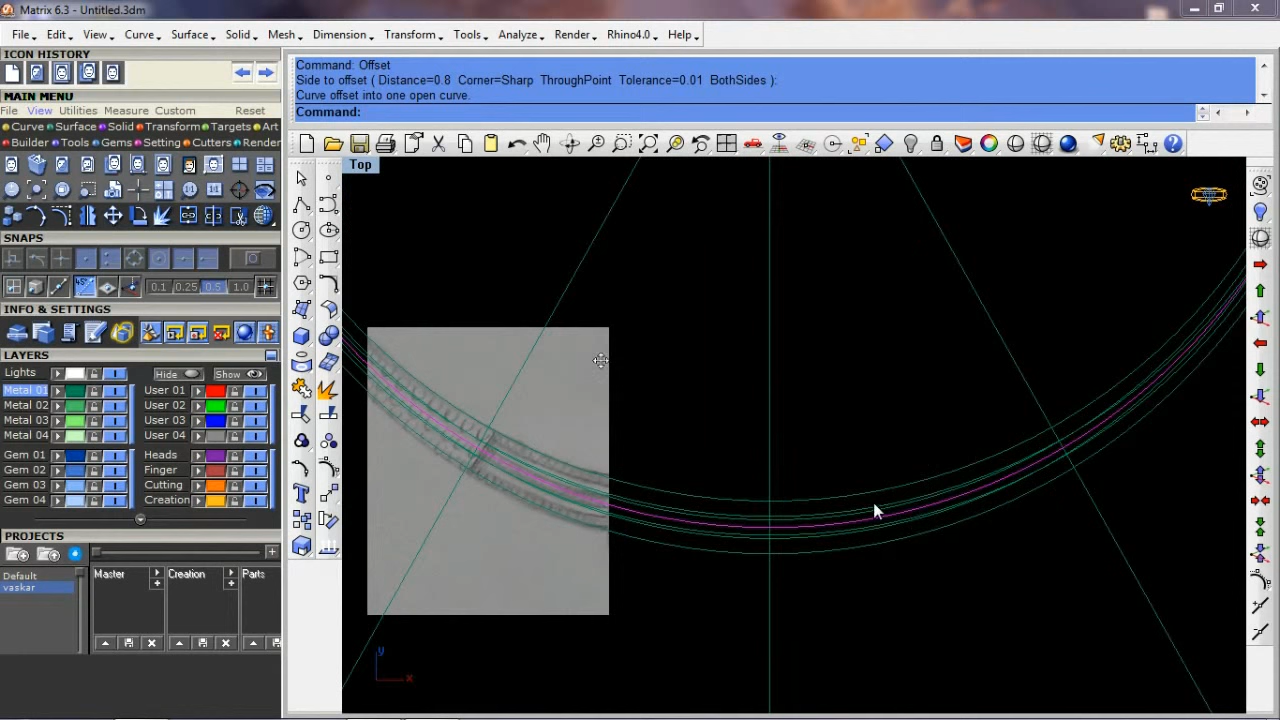 Matrix 6.3 - Untitled.3dm
File Edit View Curve Surface Solid Mesh Dimension Transform Tools Analyze Render Rhino4.0 Help
ICON HISTORY
MAIN MENU
File View Utilities Measure Custom Reset
Curve Surface Solid Transform Targets Art
Builder Tools Gems Setting Cutters Render
SNAPS
45°
0.1 0.25 0.5 1.0
INFO & SETTINGS
LAYERS
Lights Hide Show
Metal 01 User 01
Metal 02 User 02
Metal 03 User 03
Metal 04 User 04
Gem 01 Heads
Gem 02 Finger
Gem 03 Cutting
Gem 04 Creation
PROJECTS
Default
vaskar
Master Creation Parts
Command: Offset
Side to offset ( Distance=0.8 Corner=Sharp ThroughPoint Tolerance=0.01 BothSides ):
Curve offset into one open curve.
Command:
Top
y
x